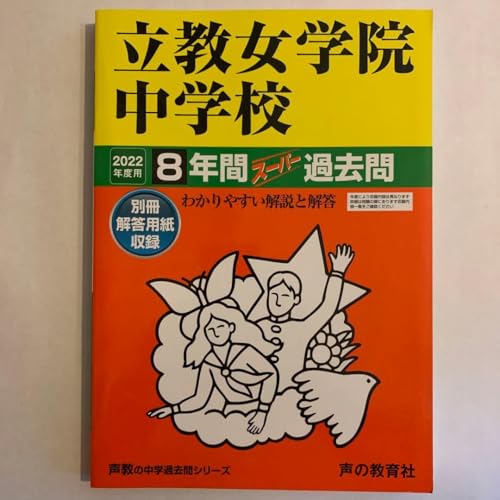 立教女学院
中学校
2022
年度用
8年間スーパー過去問
別冊
解答用紙
収録
わかりやすい解説と解答
声教の中学過去問シリーズ
声の教育社